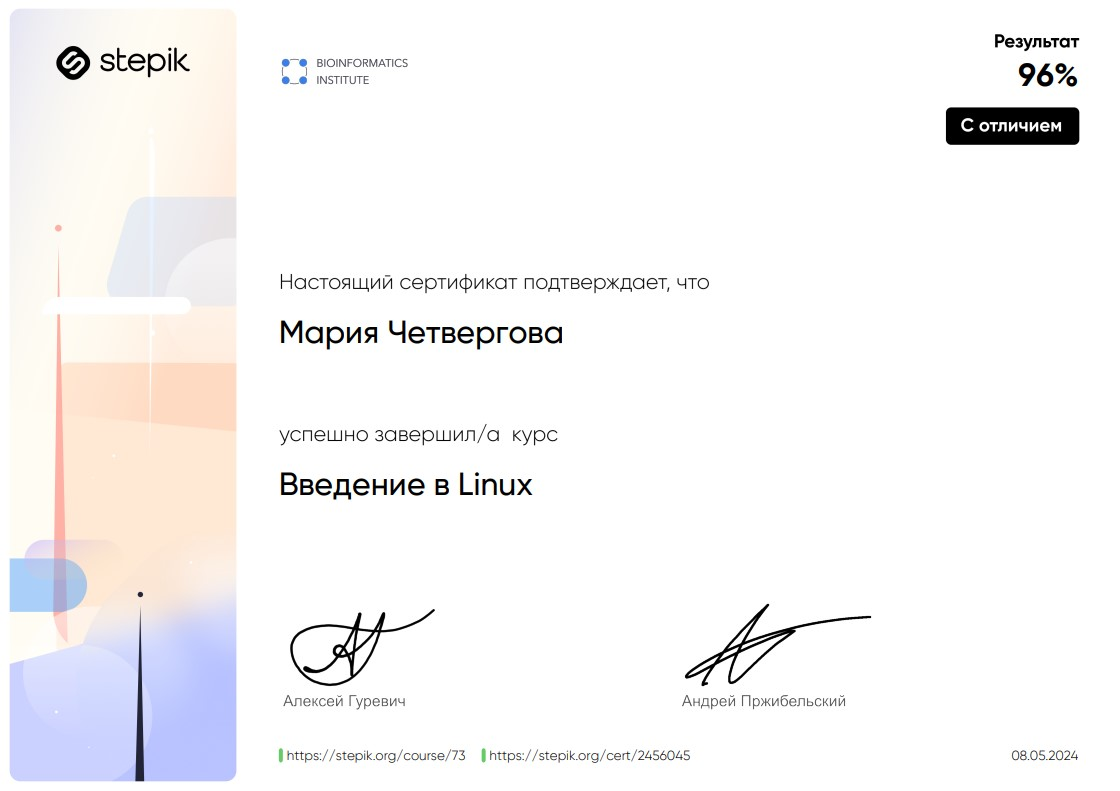 stepik
BIOINFORMATICS
INSTITUTE
Результат
96%
С отличием
Настоящий сертификат подтверждает, что
Мария Четвергова
успешно завершил/а курс
Введение в Linux
Алексей Гуревич
Андрей Пржибельский
https://stepik.org/course/73
https://stepik.org/cert/2456045
08.05.2024